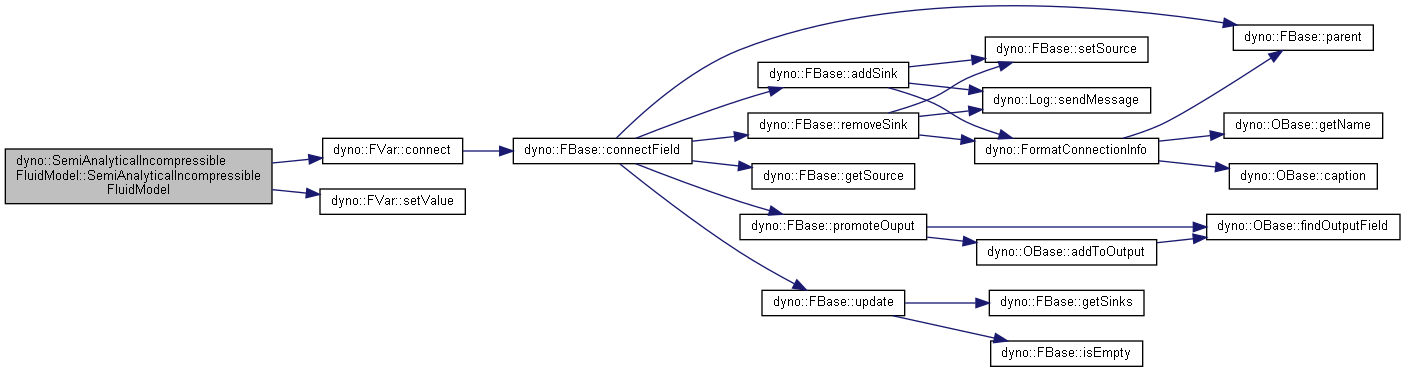 dyno::SemiAnalyticalIncompressible
FluidModel::SemiAnalyticalIncompressible
FluidModel
dyno::FVar::connect
dyno::FVar::setValue
dyno::FBase::connectField
dyno::FBase::addSink
dyno::FBase::removeSink
dyno::FBase::getSource
dyno::FBase::promoteOuput
dyno::FBase::update
dyno::FBase::setSource
dyno::Log::sendMessage
dyno::FormatConnectionInfo
dyno::OBase::addToOutput
dyno::FBase::getSinks
dyno::FBase::isEmpty
dyno::FBase::parent
dyno::OBase::getName
dyno::OBase::caption
dyno::OBase::findOutputField